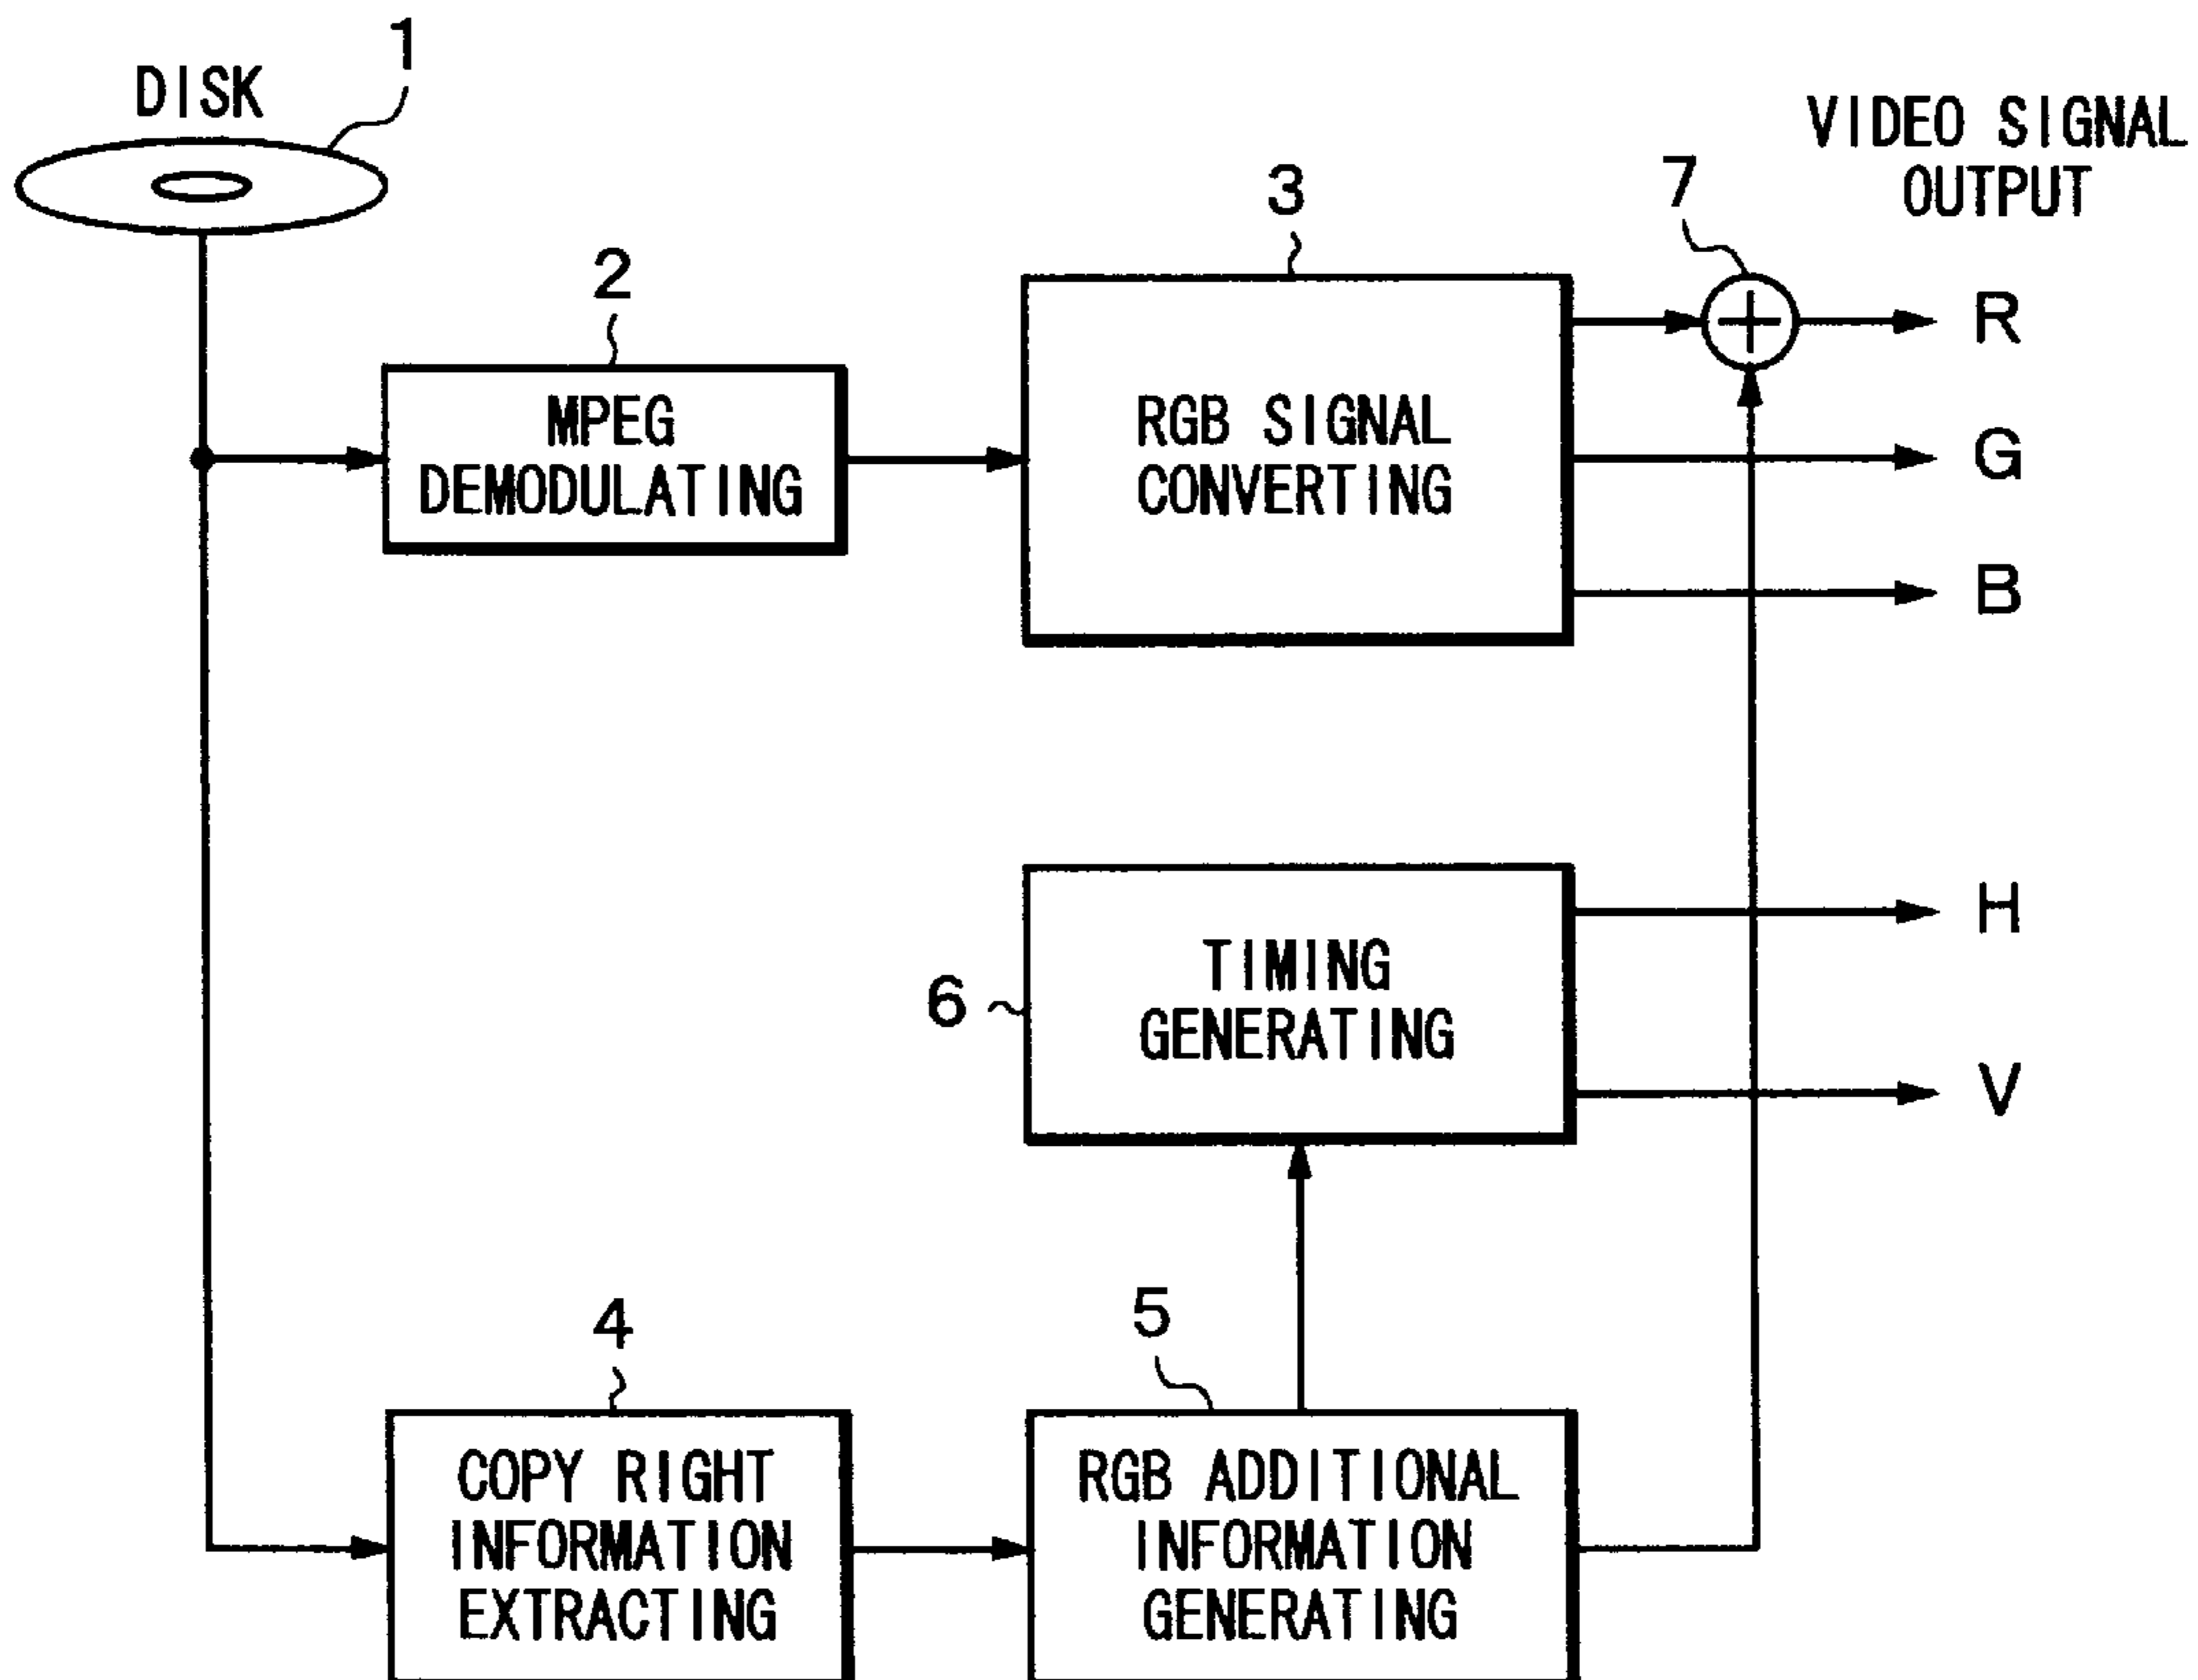 1
DISK
VIDEO SIGNAL
OUTPUT
7
3
2
R
MPEG
DEMODULATING
RGB SIGNAL
CONVERTING
G
B
H
TIMING
GENERATING
6
V
5
4
COPY RIGHT
INFORMATION
EXTRACTING
RGB ADDITIONAL
INFORMATION
GENERATING